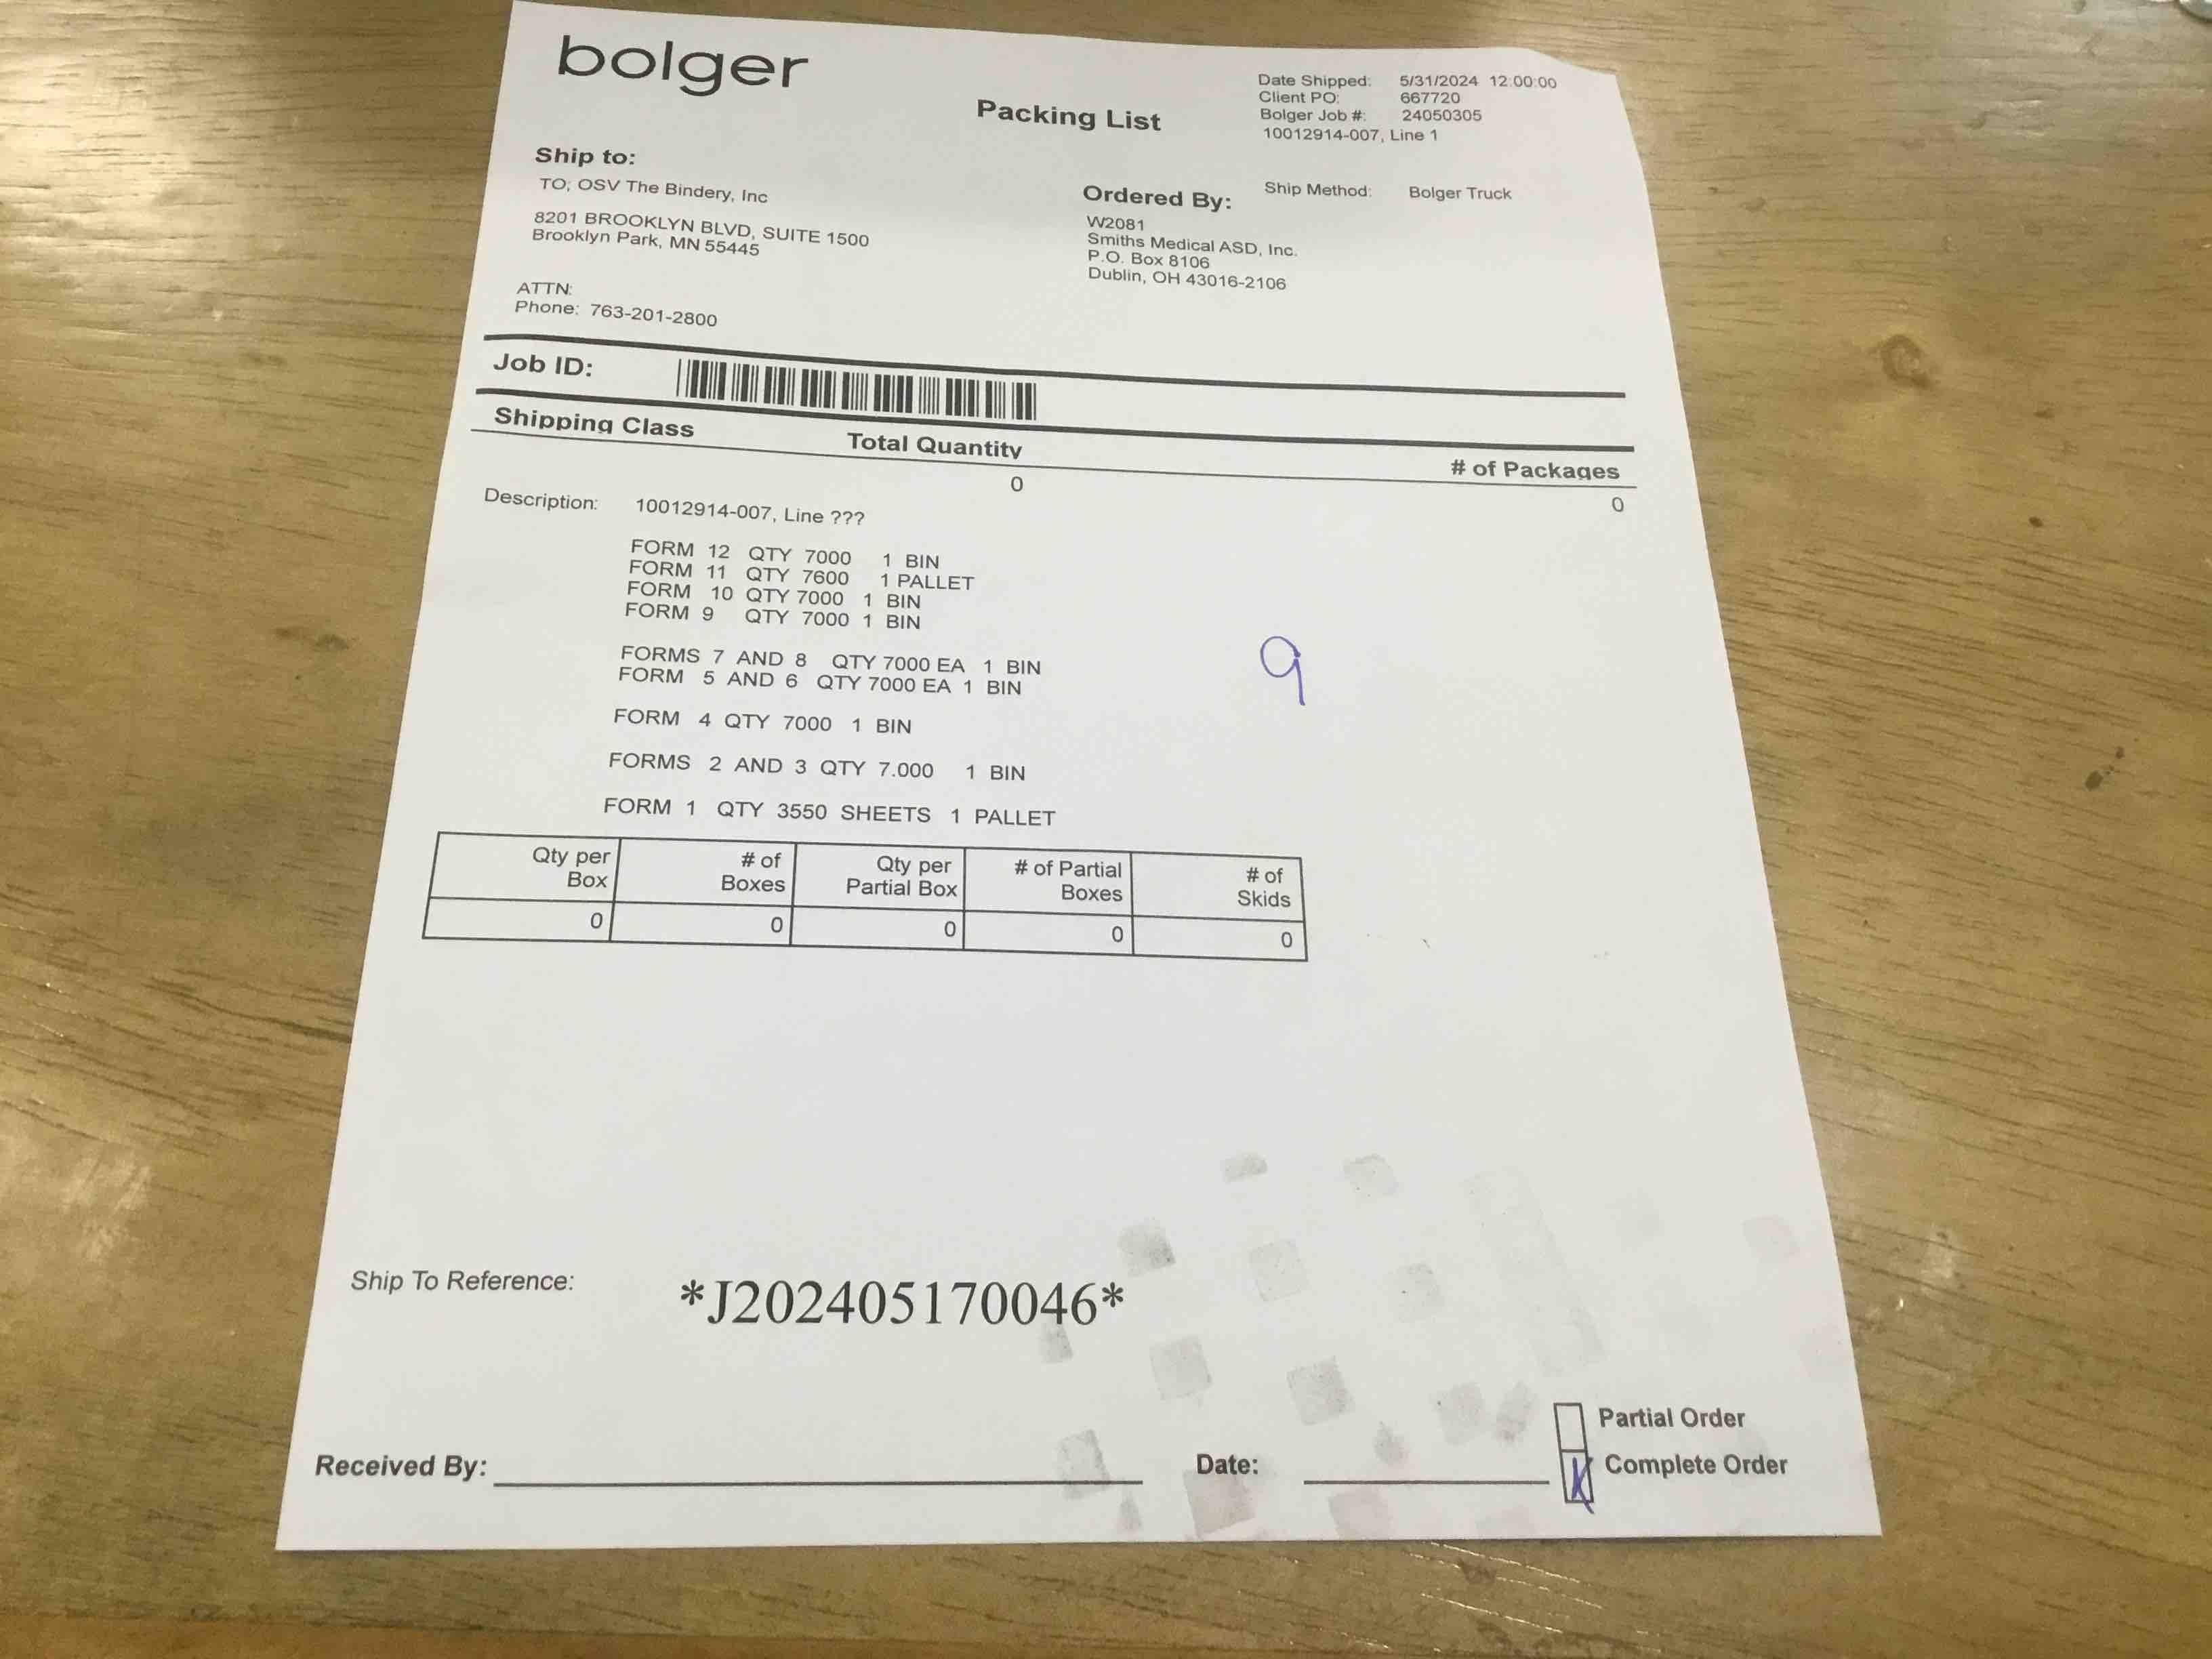 bolger
Packing List
Date Shipped: 5/31/2024 12:00:00
Client PO: 667720
Bolger Job #: 24050305
10012914-007, Line 1
Ship to:
TO; OSV The Bindery, Inc
8201 BROOKLYN BLVD, SUITE 1500
Brooklyn Park, MN 55445
ATTN:
Phone: 763-201-2800
Ordered By:
W2081
Smiths Medical ASD, Inc.
P.O. Box 8106
Dublin, OH 43016-2106
Ship Method: Bolger Truck
Job ID:
Shipping Class Total Quantity # of Packages
0 0
Description: 10012914-007, Line ???
FORM 12 QTY 7000 1 BIN
FORM 11 QTY 7600 1 PALLET
FORM 10 QTY 7000 1 BIN
FORM 9 QTY 7000 1 BIN
FORMS 7 AND 8 QTY 7000 EA 1 BIN
FORM 5 AND 6 QTY 7000 EA 1 BIN
9
FORM 4 QTY 7000 1 BIN
FORMS 2 AND 3 QTY 7.000 1 BIN
FORM 1 QTY 3550 SHEETS 1 PALLET
Qty per Box # of Boxes Qty per Partial Box # of Partial Boxes # of Skids
0 0 0 0 0
Ship To Reference: *J202405170046*
Partial Order
Received By: Date: X Complete Order